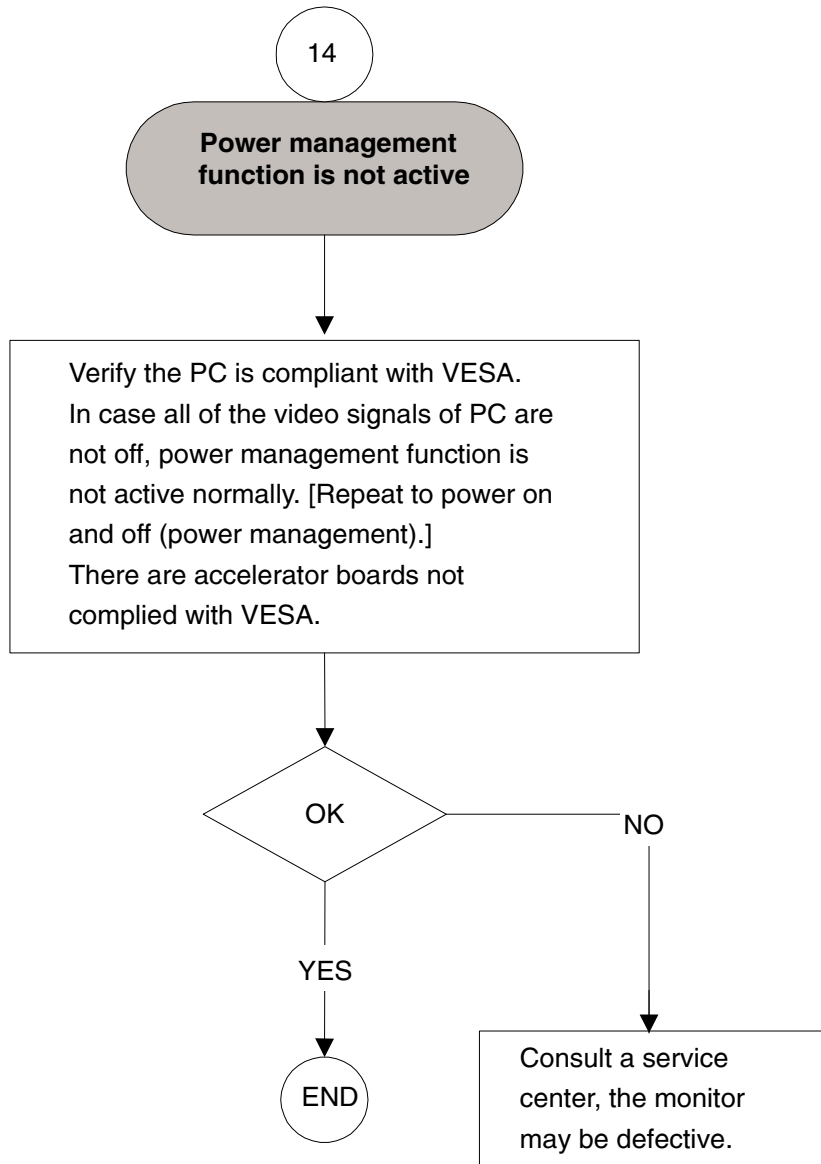 14
Power management
function is not active
Verify the PC is compliant with VESA.
In case all of the video signals of PC are
not off, power management function is
not active normally. [Repeat to power on
and off (power management).]
There are accelerator boards not
complied with VESA.
OK
NO
YES
END
Consult a service
center, the monitor
may be defective.